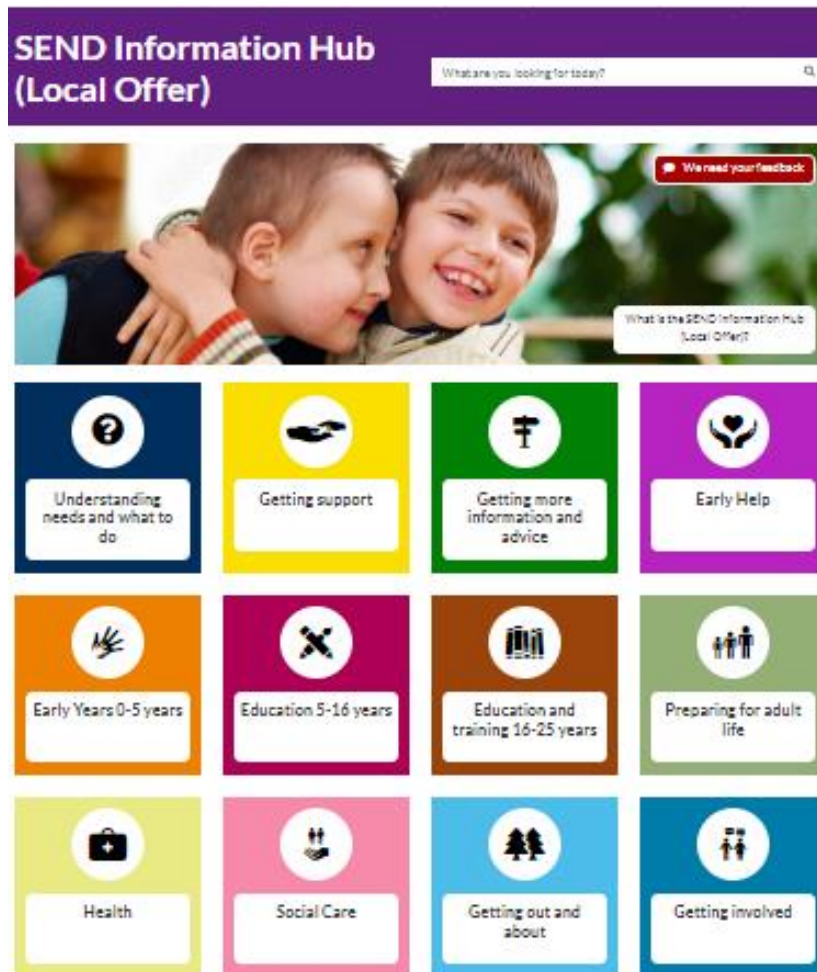 SEND Information Hub
(Local Offer)
What are you looking for today?
We need your feedback
What is the SEND Information Hub
(Local Offer)?
Understanding
needs and what to
do
Getting support
Getting more
information and
advice
Early Help
Early Years 0-5 years
Education 5-16 years
Education and
training 16-25 years
Preparing for adult
life
Health
Social Care
Getting out and
about
Getting involved